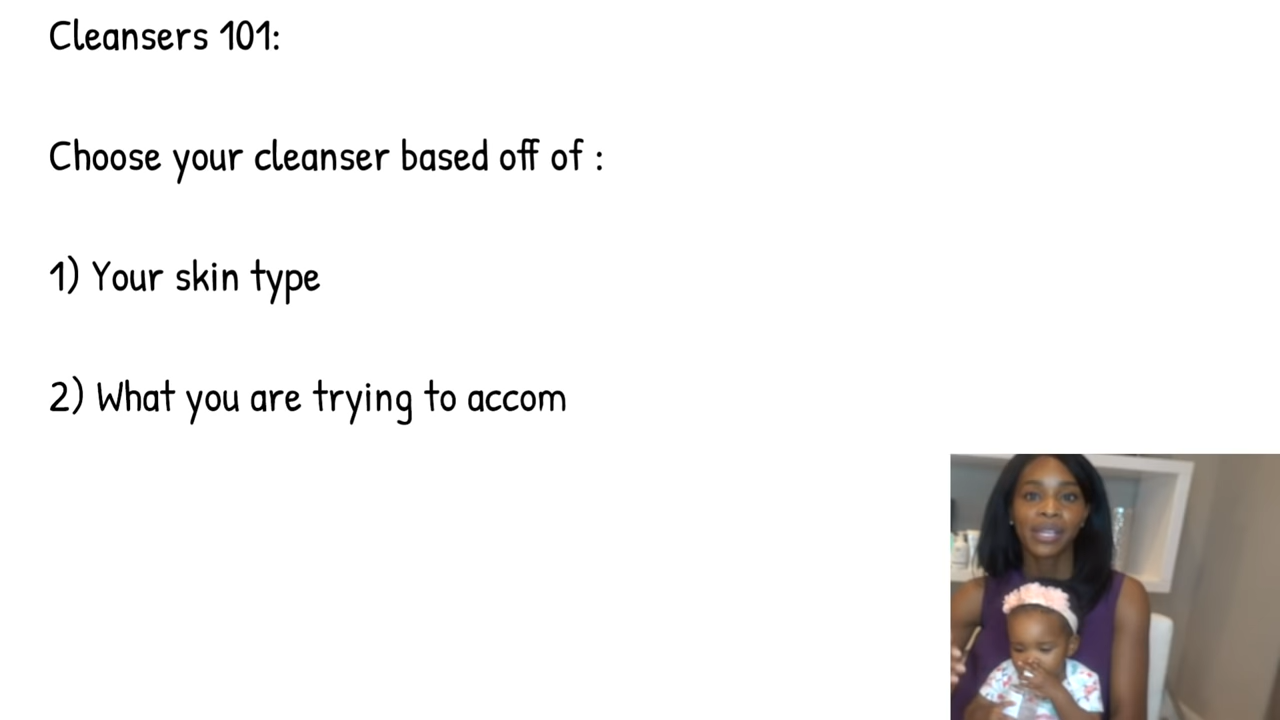 Cleansers 101:
Choose your cleanser based off of :
1) Your skin type
2) What you are trying to accom